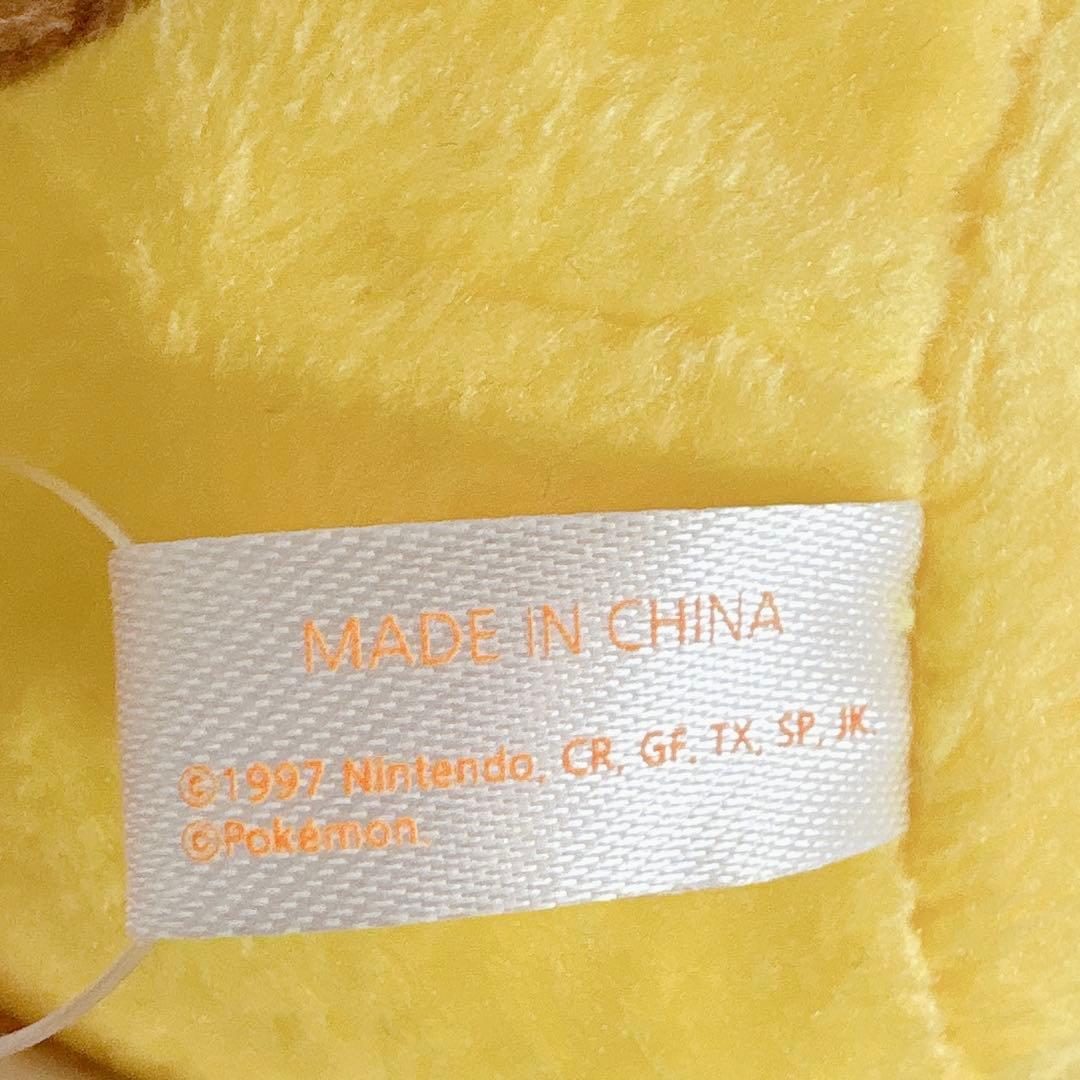 MADE IN CHINA
©1997 Nintendo, CR, GF, TX, SP, JK.
©Pokémon.